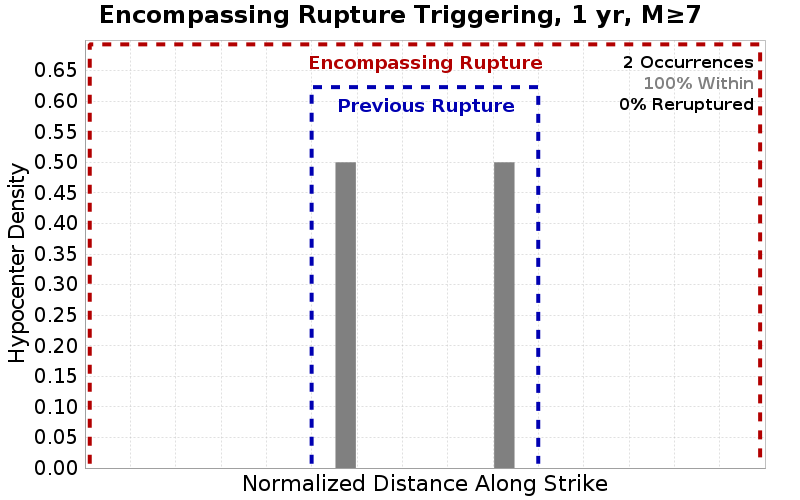 Encompassing Rupture Triggering, 1 yr, M≥7
Encompassing Rupture
2 Occurrences
100% Within
0% Reruptured
Previous Rupture
Hypocenter Density
0.65
0.60
0.55
0.50
0.45
0.40
0.35
0.30
0.25
0.20
0.15
0.10
0.05
0.00
Normalized Distance Along Strike